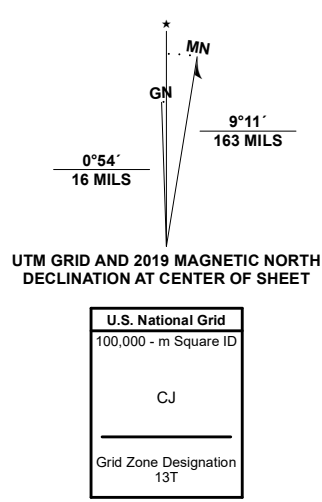 ★
MN
GN
9°11´
163 MILS
0°54´
16 MILS
UTM GRID AND 2019 MAGNETIC NORTH
DECLINATION AT CENTER OF SHEET
U.S. National Grid
100,000 - m Square ID
CJ
Grid Zone Designation
13T